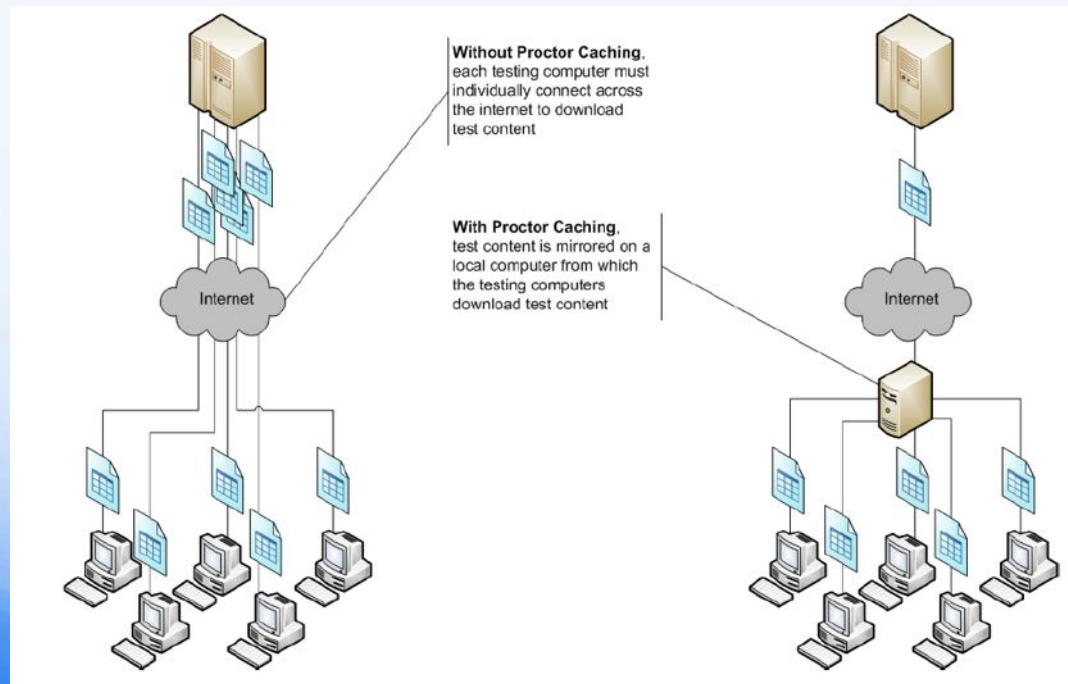 Without Proctor Caching,
each testing computer must
individually connect across
the internet to download
test content
With Proctor Caching,
test content is mirrored on a
local computer from which
the testing computers
download test content
Internet
Internet